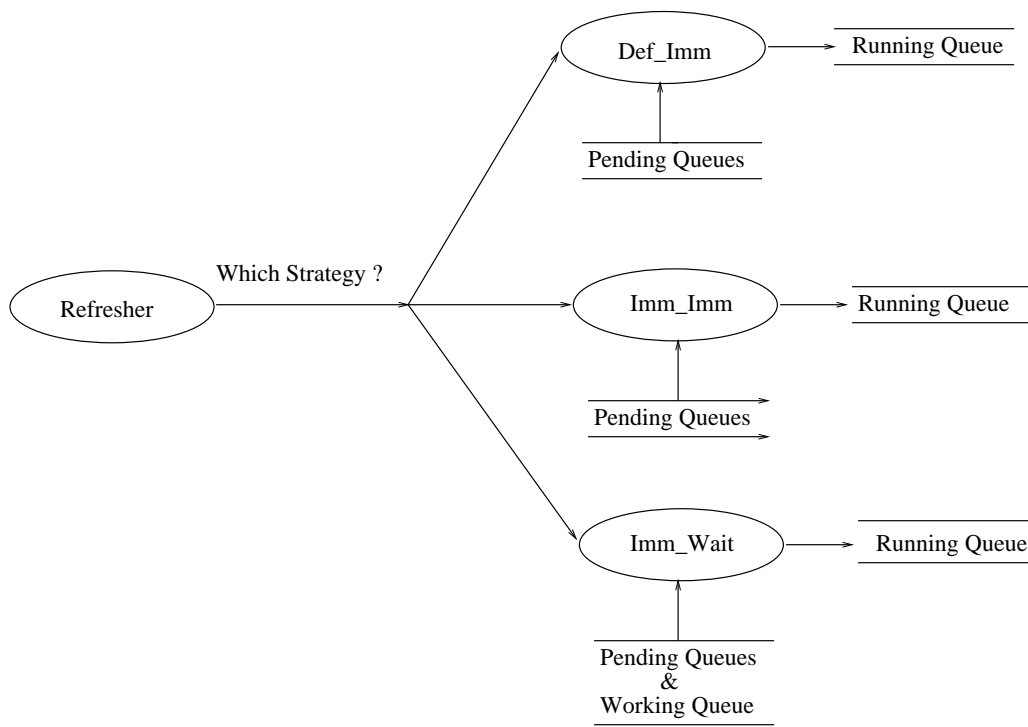 Def_Imm
Running Queue
Pending Queues
Which Strategy ?
Refresher
Imm_Imm
Running Queue
Pending Queues
Imm_Wait
Running Queue
Pending Queues
&
Working Queue